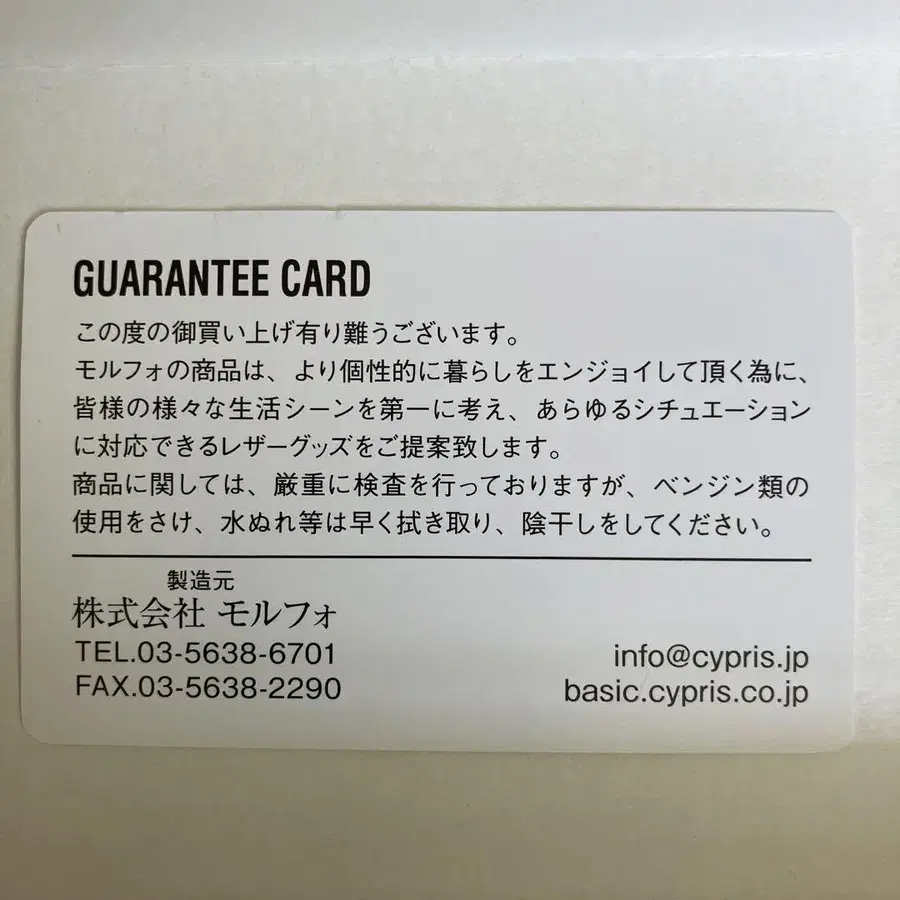 GUARANTEE CARD
この度の御買い上げ有り難うございます。
モルフォの商品は、より個性的に暮らしをエンジョイして頂く為に、
皆様の様々な生活シーンを第一に考え、あらゆるシチュエーション
に対応できるレザーグッズをご提案致します。
商品に関しては、厳重に検査を行っておりますが、ベンジン類の
使用をさけ、水ぬれ等は早く拭き取り、陰干しをしてください。
製造元
株式会社 モルフォ
TEL.03-5638-6701
FAX.03-5638-2290
info@cypris.jp
basic.cypris.co.jp